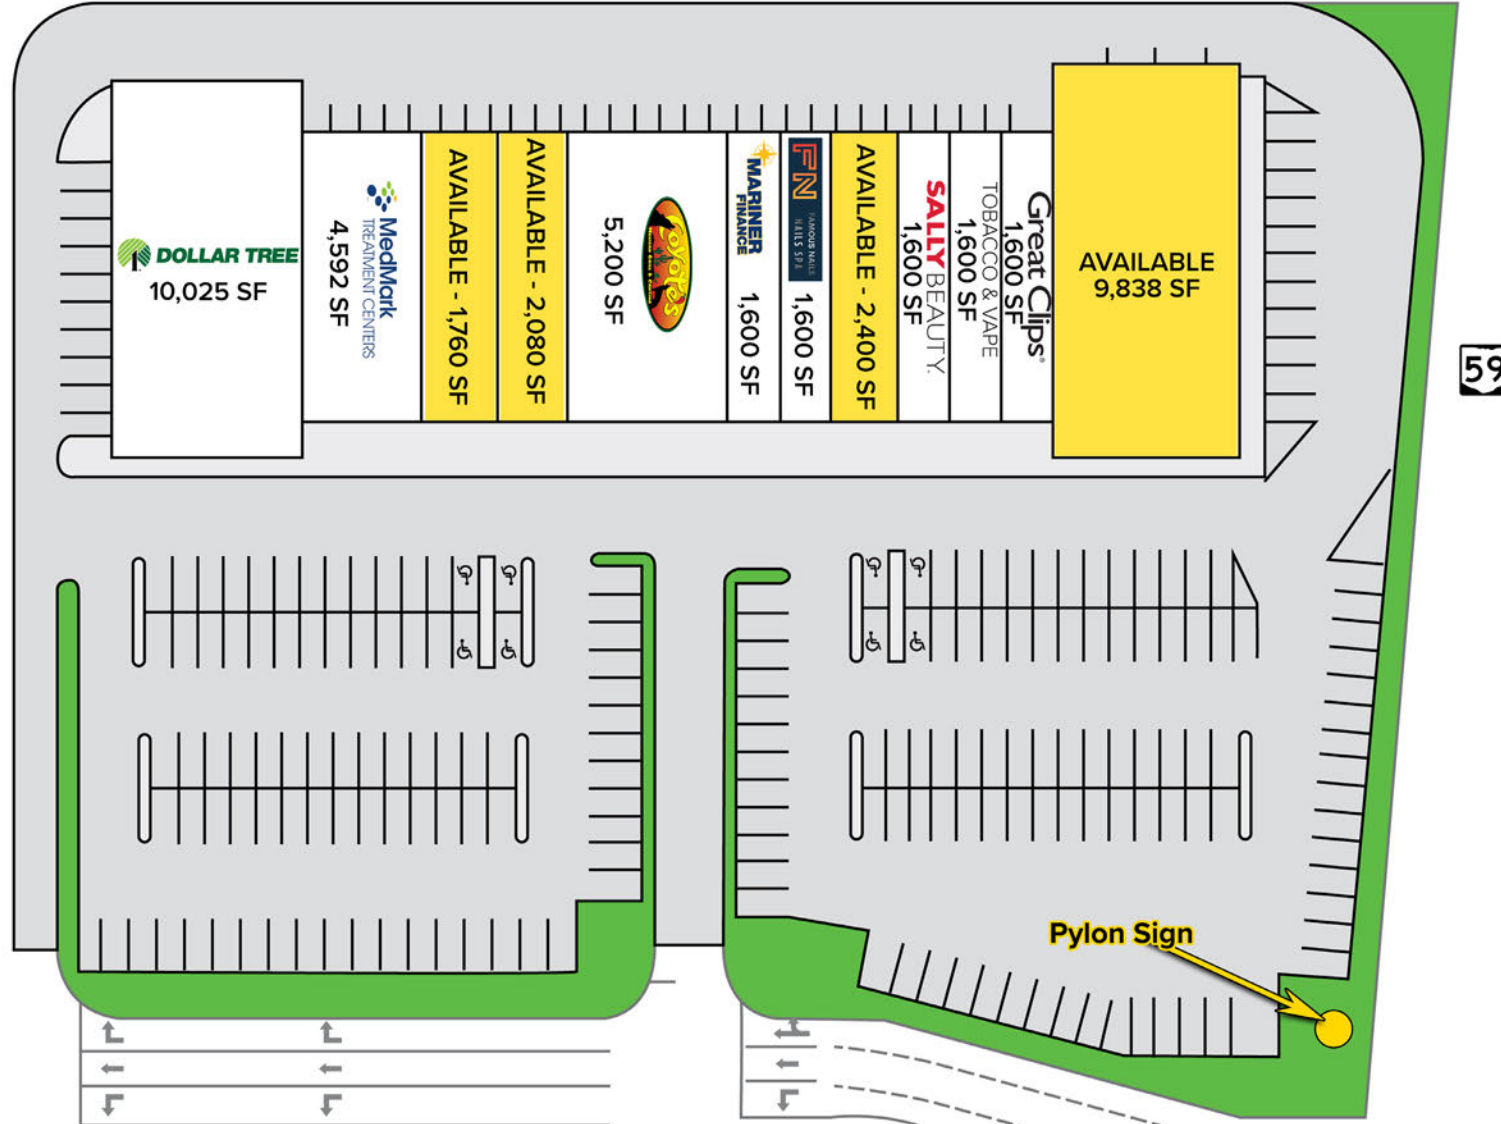 DOLLAR TREE
10,025 SF
MedMark
TREATMENT CENTERS
4,592 SF
AVAILABLE - 1,760 SF
AVAILABLE - 2,080 SF
Coyote's
5,200 SF
MARINER
FINANCE
1,600 SF
FN
FAMOUS NAILS
NAILS SPA
1,600 SF
AVAILABLE - 2,400 SF
SALLY BEAUTY.
1,600 SF
TOBACCO & VAPE
1,600 SF
Great Clips®
1,600 SF
AVAILABLE
9,838 SF
59
Pylon Sign